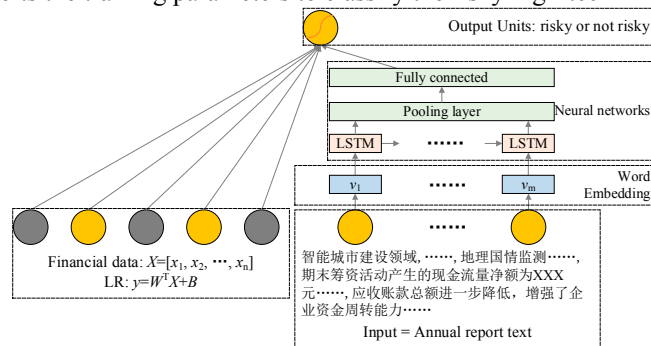 Output Units: risky or not risky
Fully connected
Pooling layer
Neural networks
LSTM ······ LSTM
Word
Embedding
v1 ······ vm
······
Financial data: X=[x1, x2, ···, xn]
LR: y=W^T X+B
智能城市建设领域, ……, 地理国情监测……,
期末筹资活动产生的现金流量净额为XXX
元……, 应收账款总额进一步降低，增强了企
业资金周转能力……
Input = Annual report text